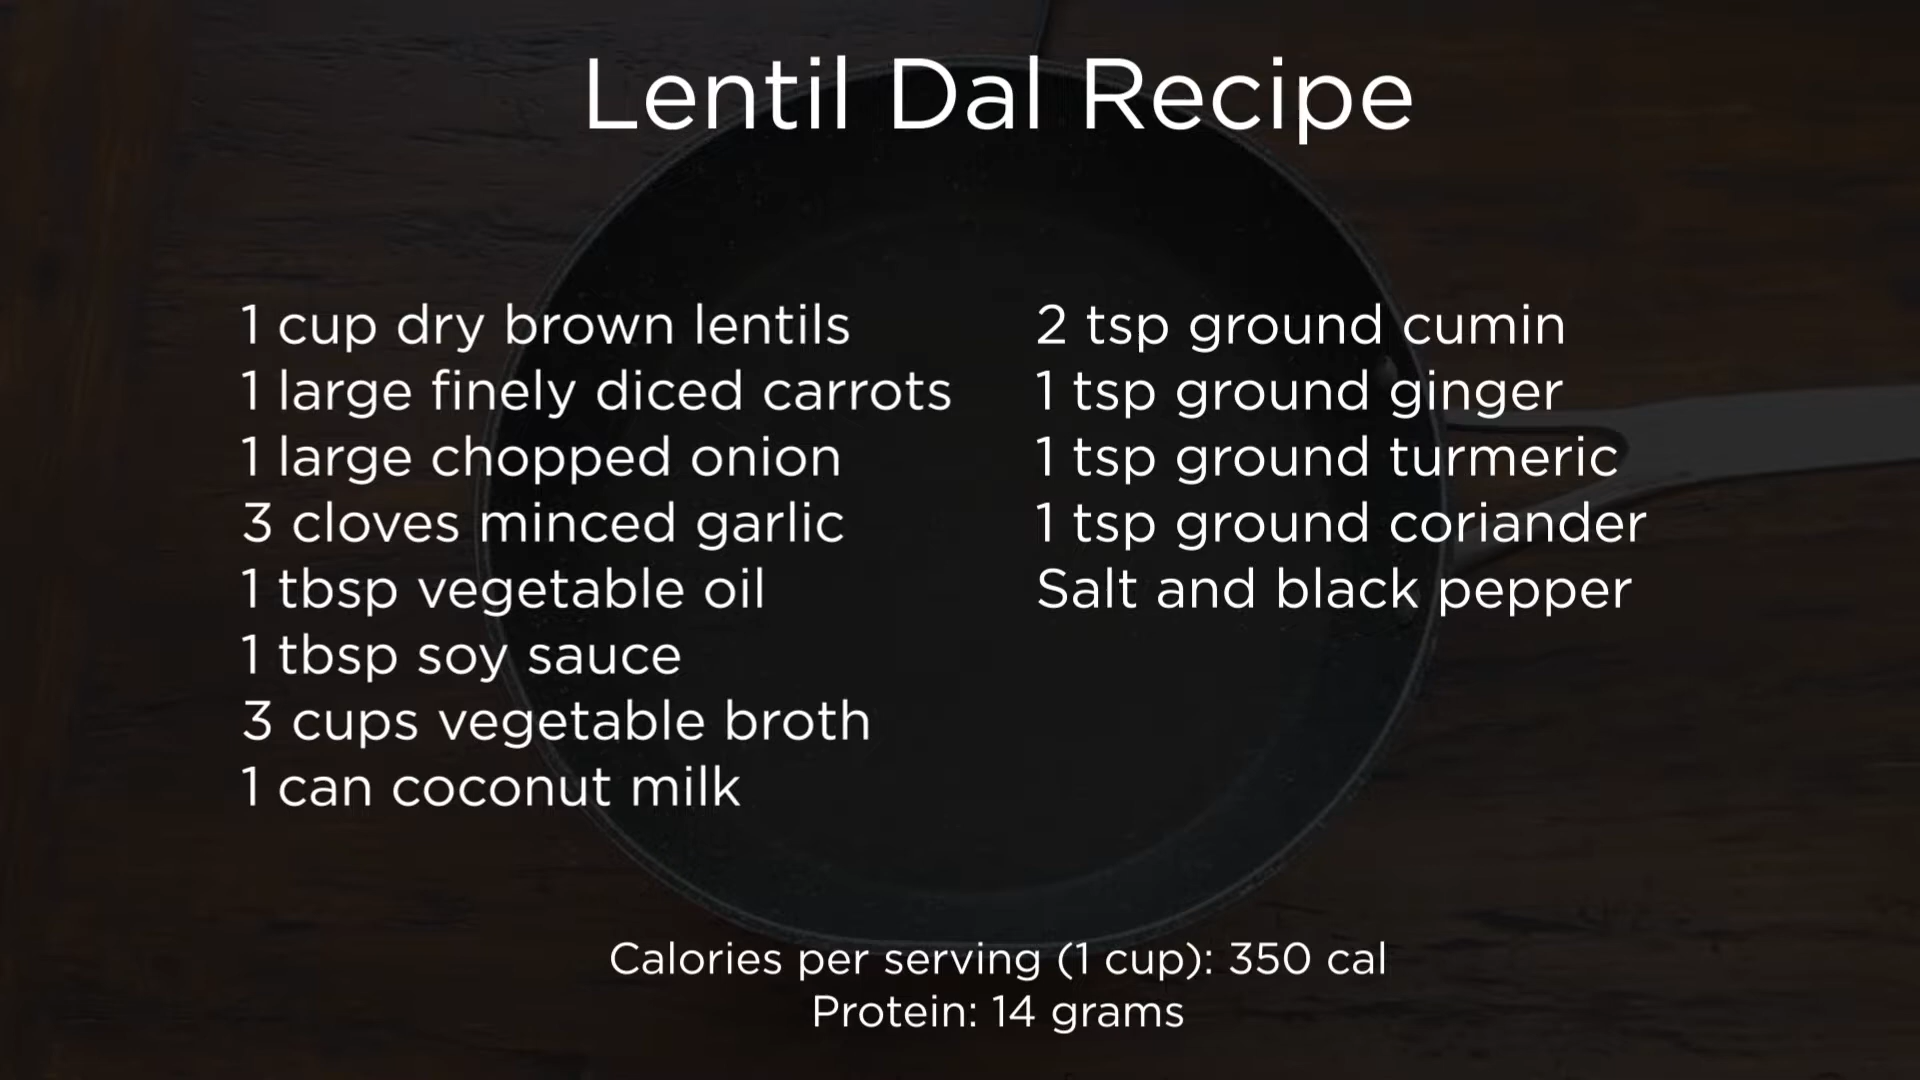 Lentil Dal Recipe
1 cup dry brown lentils
1 large finely diced carrots
1 large chopped onion
3 cloves minced garlic
1 tbsp vegetable oil
1 tbsp soy sauce
3 cups vegetable broth
1 can coconut milk
2 tsp ground cumin
1 tsp ground ginger
1 tsp ground turmeric
1 tsp ground coriander
Salt and black pepper
Calories per serving (1 cup): 350 cal
Protein: 14 grams